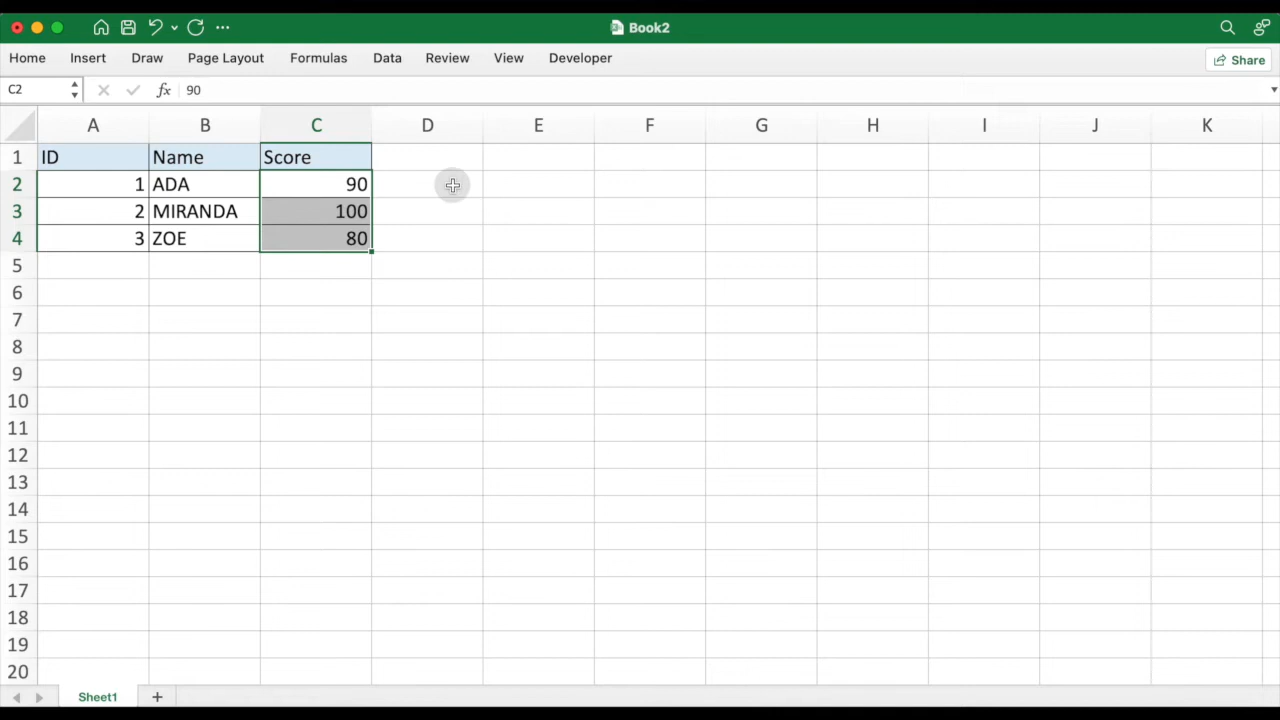 Book2
Home Insert Draw Page Layout Formulas Data Review View Developer Share
C2 fx 90
A B C D E F G H I J K
1 ID Name Score
2 1 ADA 90
3 2 MIRANDA 100
4 3 ZOE 80
5
6
7
8
9
10
11
12
13
14
15
16
17
18
19
20
Sheet1